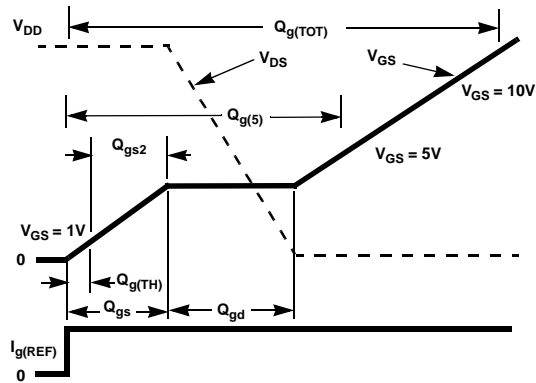 V_DD
Q_g(TOT)
V_DS
V_GS
V_GS = 10V
Q_g(5)
Q_gs2
V_GS = 5V
V_GS = 1V
0
Q_g(TH)
Q_gs
Q_gd
I_g(REF)
0